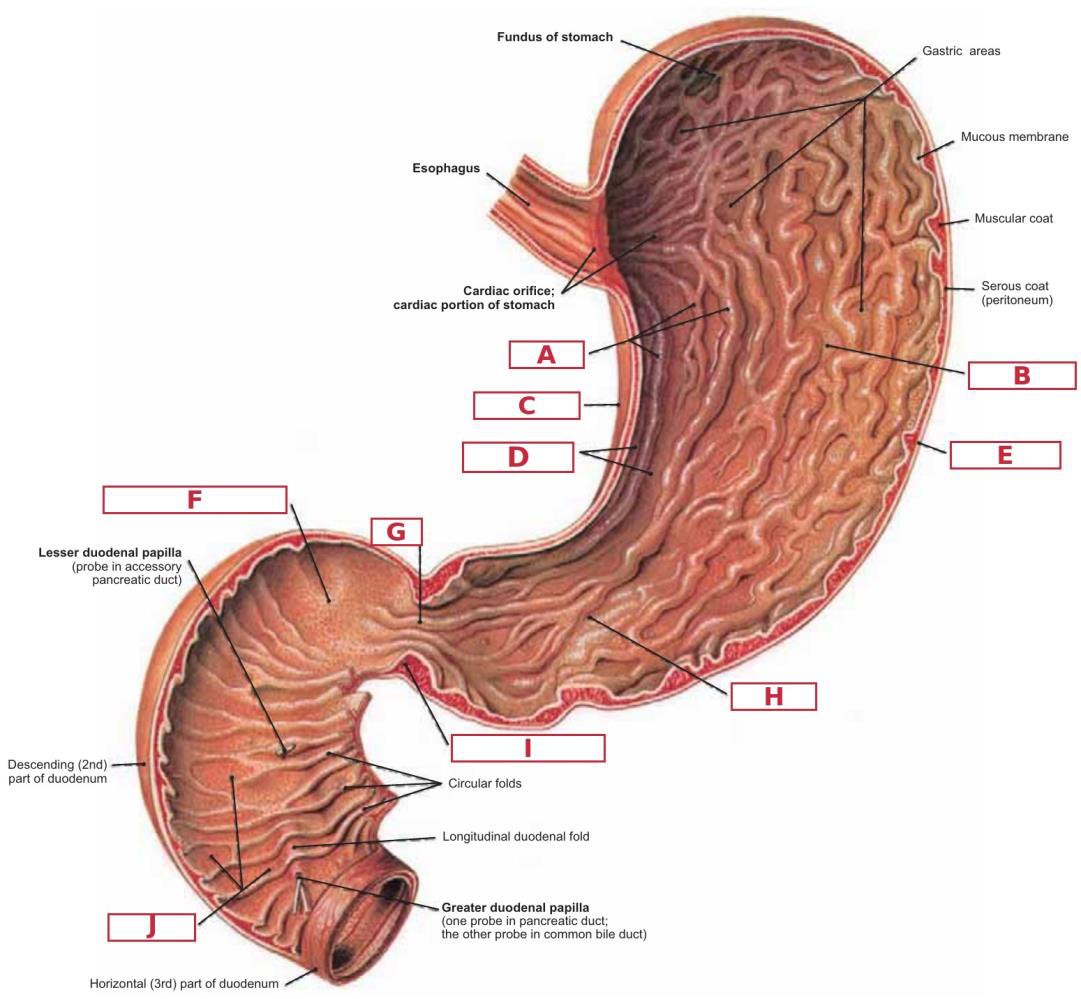 Fundus of stomach
Gastric areas
Mucous membrane
Esophagus
Muscular coat
Serous coat
(peritoneum)
Cardiac orifice;
cardiac portion of stomach
A
B
C
D
E
F
G
Lesser duodenal papilla
(probe in accessory
pancreatic duct)
H
I
Descending (2nd)
part of duodenum
Circular folds
Longitudinal duodenal fold
J
Greater duodenal papilla
(one probe in pancreatic duct;
the other probe in common bile duct)
Horizontal (3rd) part of duodenum